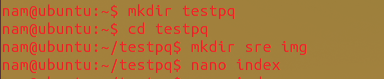 nam@ubuntu:~$ mkdir testpq
nam@ubuntu:~$ cd testpq
nam@ubuntu:~/testpq$ mkdir sre img
nam@ubuntu:~/testpq$ nano index